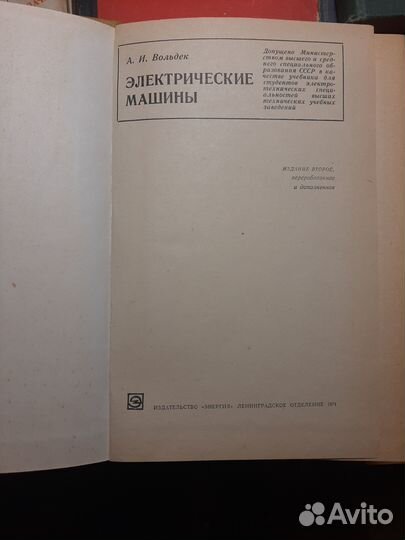 А. И. Вольдек
ЭЛЕКТРИЧЕСКИЕ
МАШИНЫ
Допущено Министер-
ством высшего и сред-
него специального об-
разования СССР в ка-
честве учебника для
студентов электро-
технических специ-
альностей высших
технических учебных
заведений
ИЗДАНИЕ ВТОРОЕ,
переработанное
и дополненное
ИЗДАТЕЛЬСТВО «ЭНЕРГИЯ» ЛЕНИНГРАДСКОЕ ОТДЕЛЕНИЕ 1974
Avito